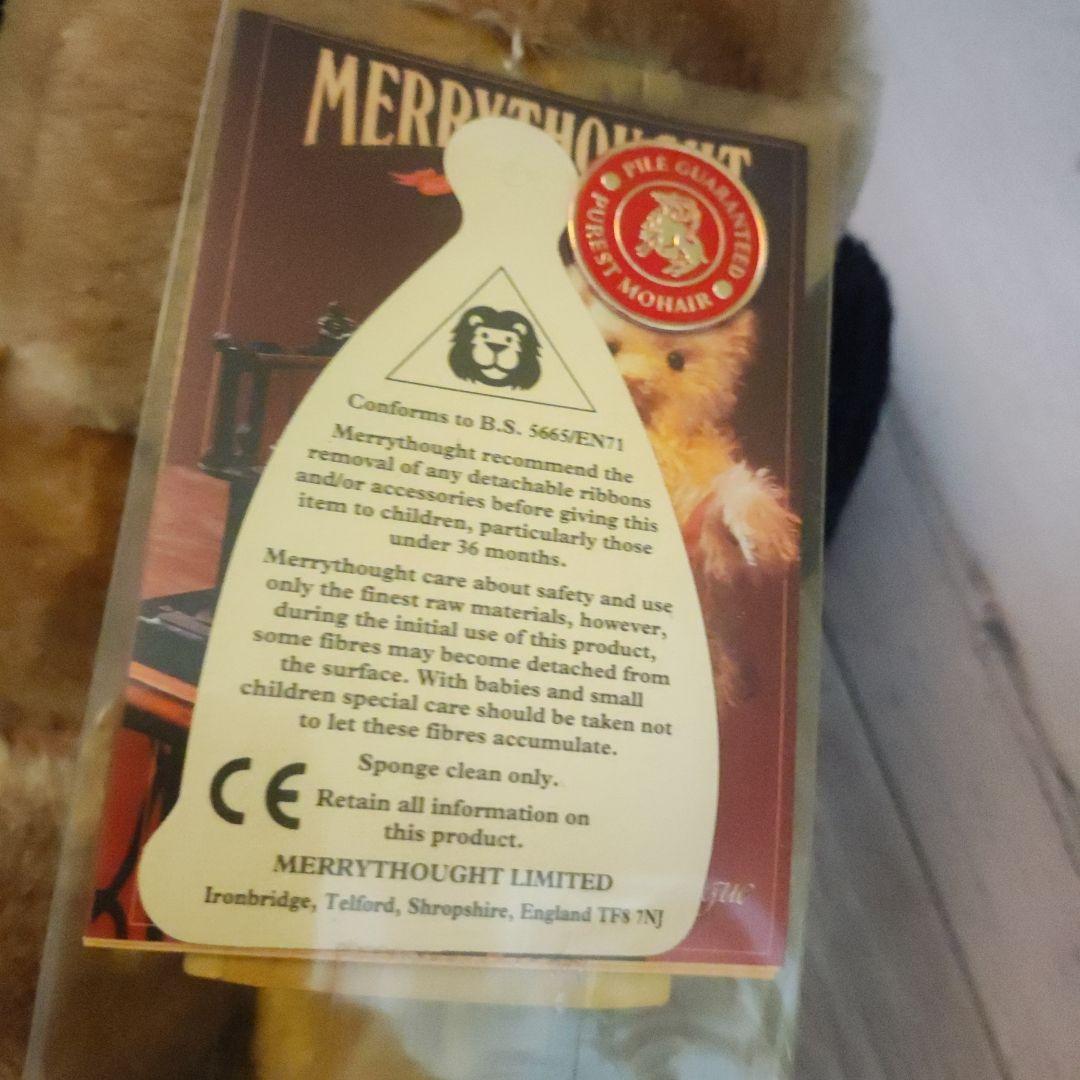 MERRYTHOUGHT
PILE GUARANTEED
PUREST MOHAIR
Conforms to B.S. 5665/EN71
Merrythought recommend the
removal of any detachable ribbons
and/or accessories before giving this
item to children, particularly those
under 36 months.
Merrythought care about safety and use
only the finest raw materials, however,
during the initial use of this product,
some fibres may become detached from
the surface. With babies and small
children special care should be taken not
to let these fibres accumulate.
Sponge clean only.
CE
Retain all information on
this product.
MERRYTHOUGHT LIMITED
Ironbridge, Telford, Shropshire, England TF8 7NJ